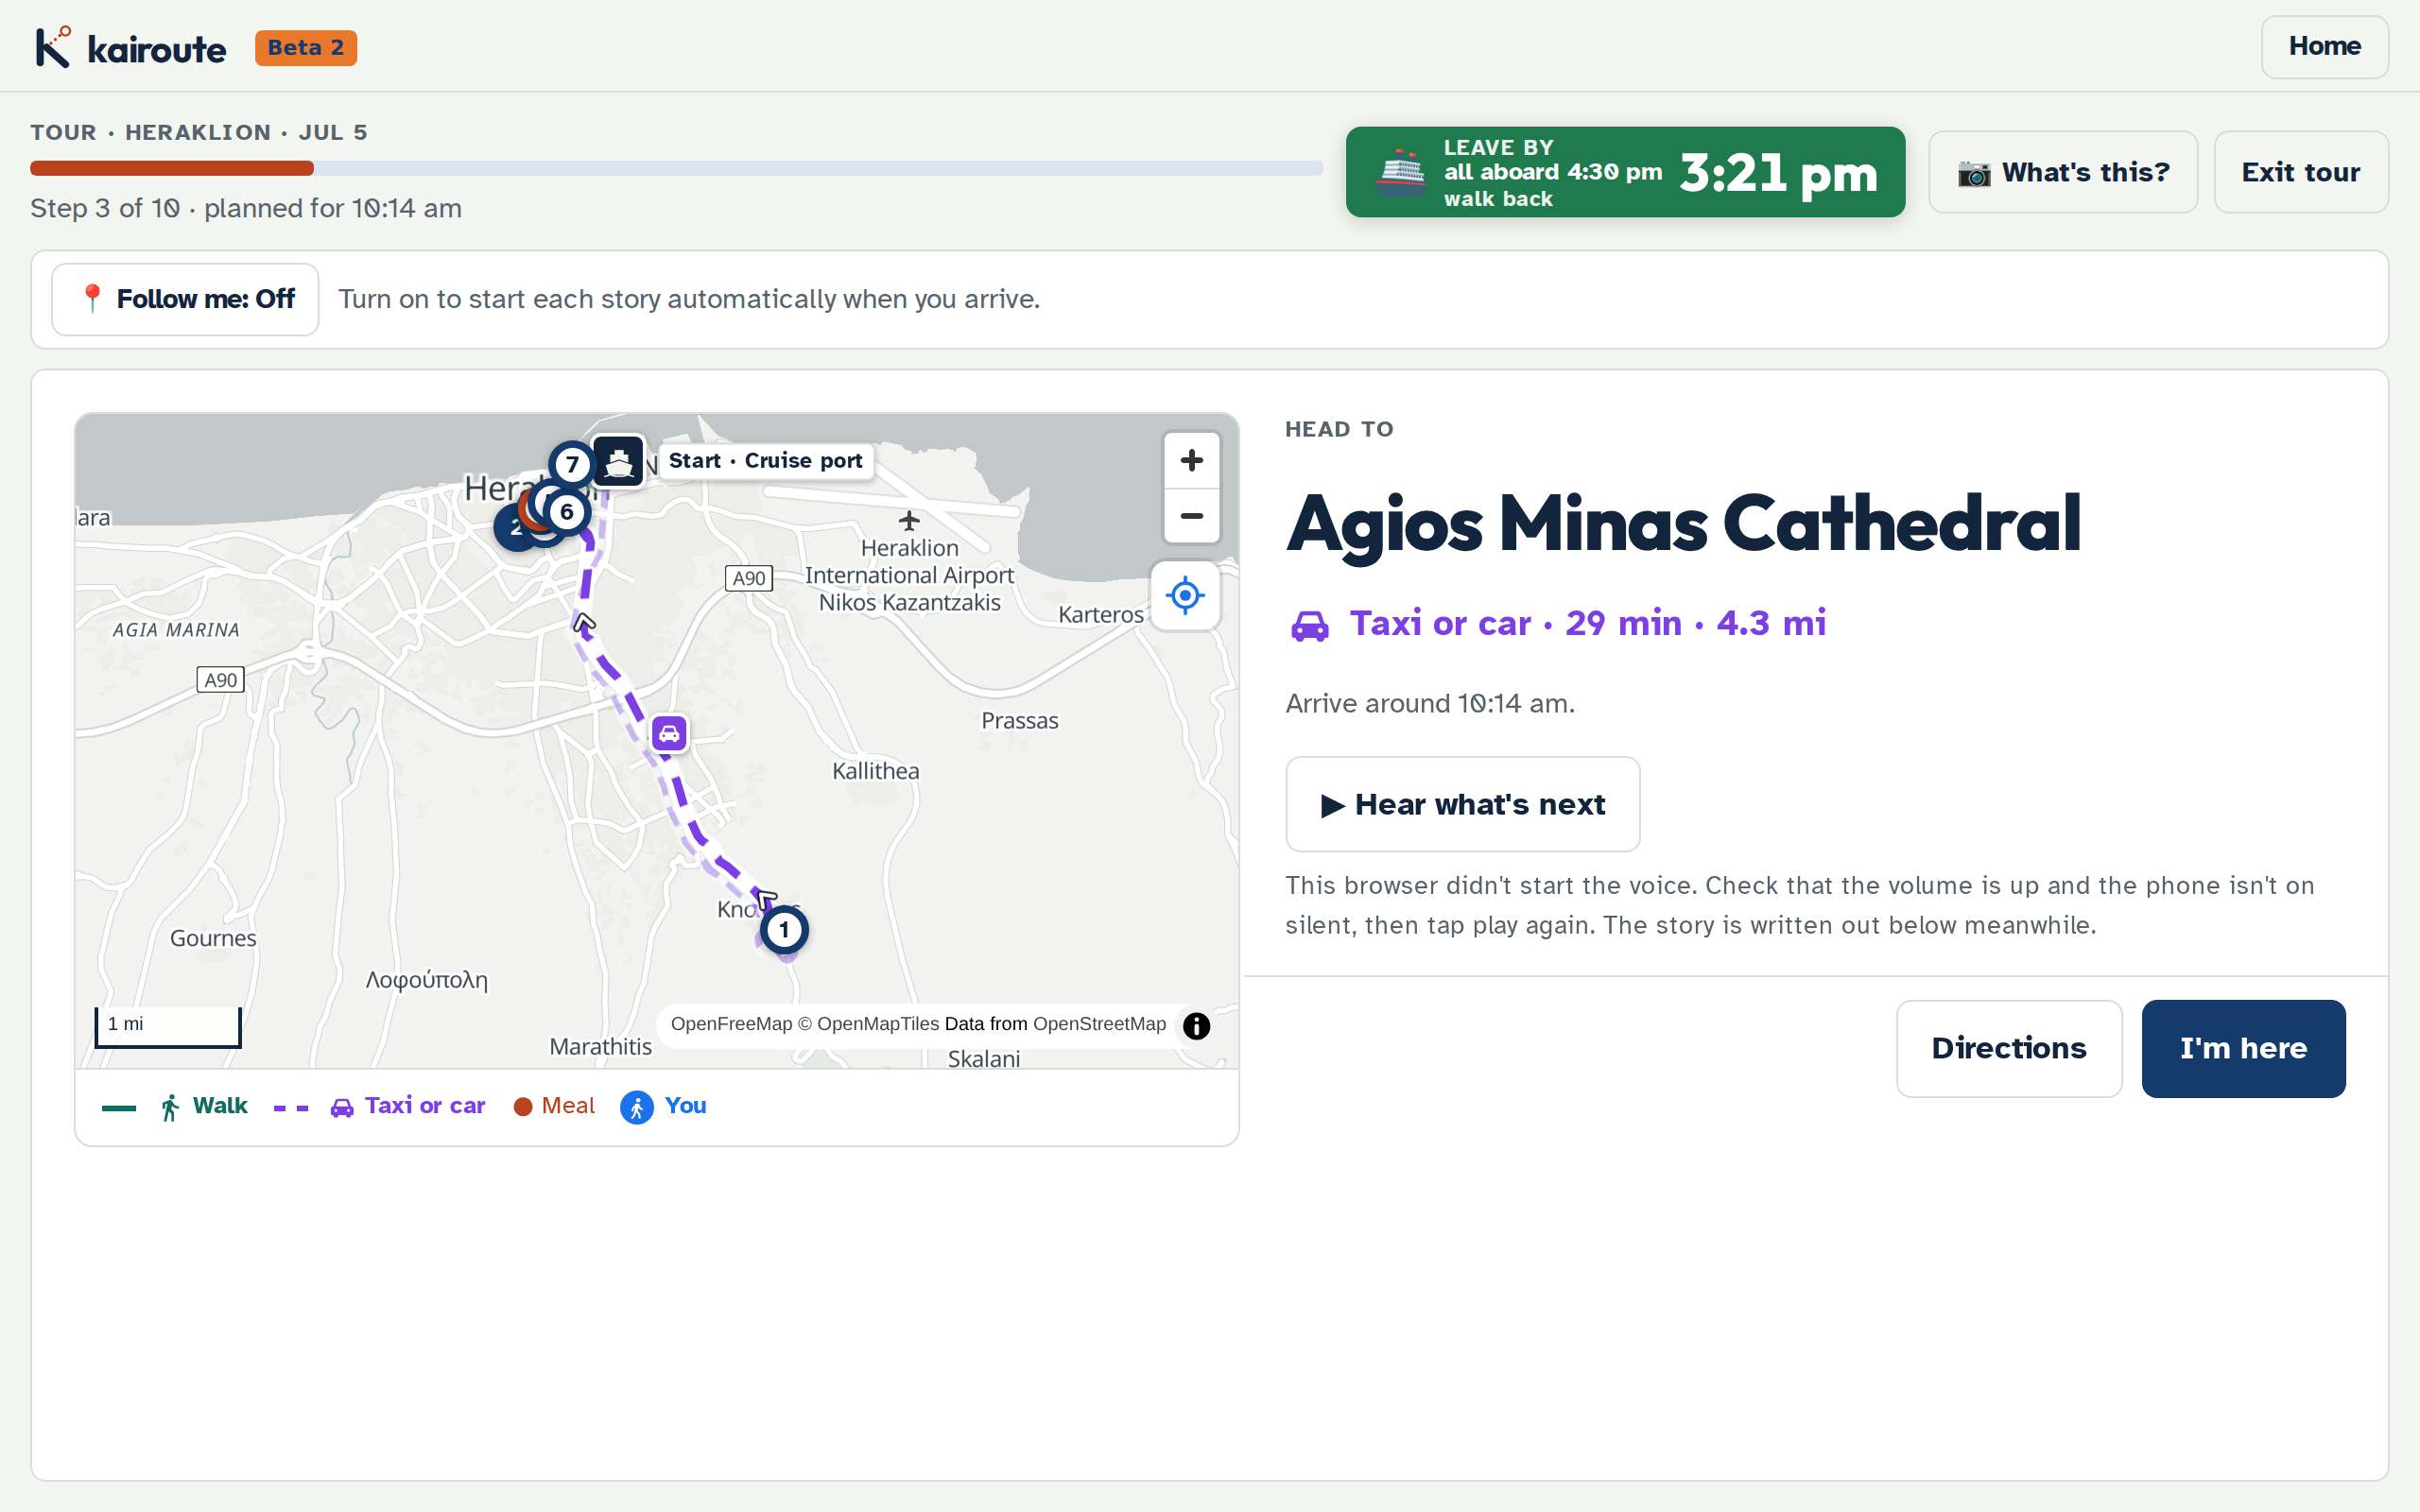 kairoute
Beta 2
Home
TOUR · HERAKLION · JUL 5
Step 3 of 10 · planned for 10:14 am
LEAVE BY
all aboard 4:30 pm
walk back
3:21 pm
What's this?
Exit tour
Follow me: Off
Turn on to start each story automatically when you arrive.
7
Start · Cruise port
6
2
A90
Heraklion
International Airport
Nikos Kazantzakis
Karteros
AGIA MARINA
A90
Prassas
Kallithea
1
Gournes
Λοφούπολη
1 mi
OpenFreeMap © OpenMapTiles Data from OpenStreetMap
Marathitis
Skalani
Walk
Taxi or car
Meal
You
HEAD TO
Agios Minas Cathedral
Taxi or car · 29 min · 4.3 mi
Arrive around 10:14 am.
▶ Hear what's next
This browser didn't start the voice. Check that the volume is up and the phone isn't on
silent, then tap play again. The story is written out below meanwhile.
Directions
I'm here